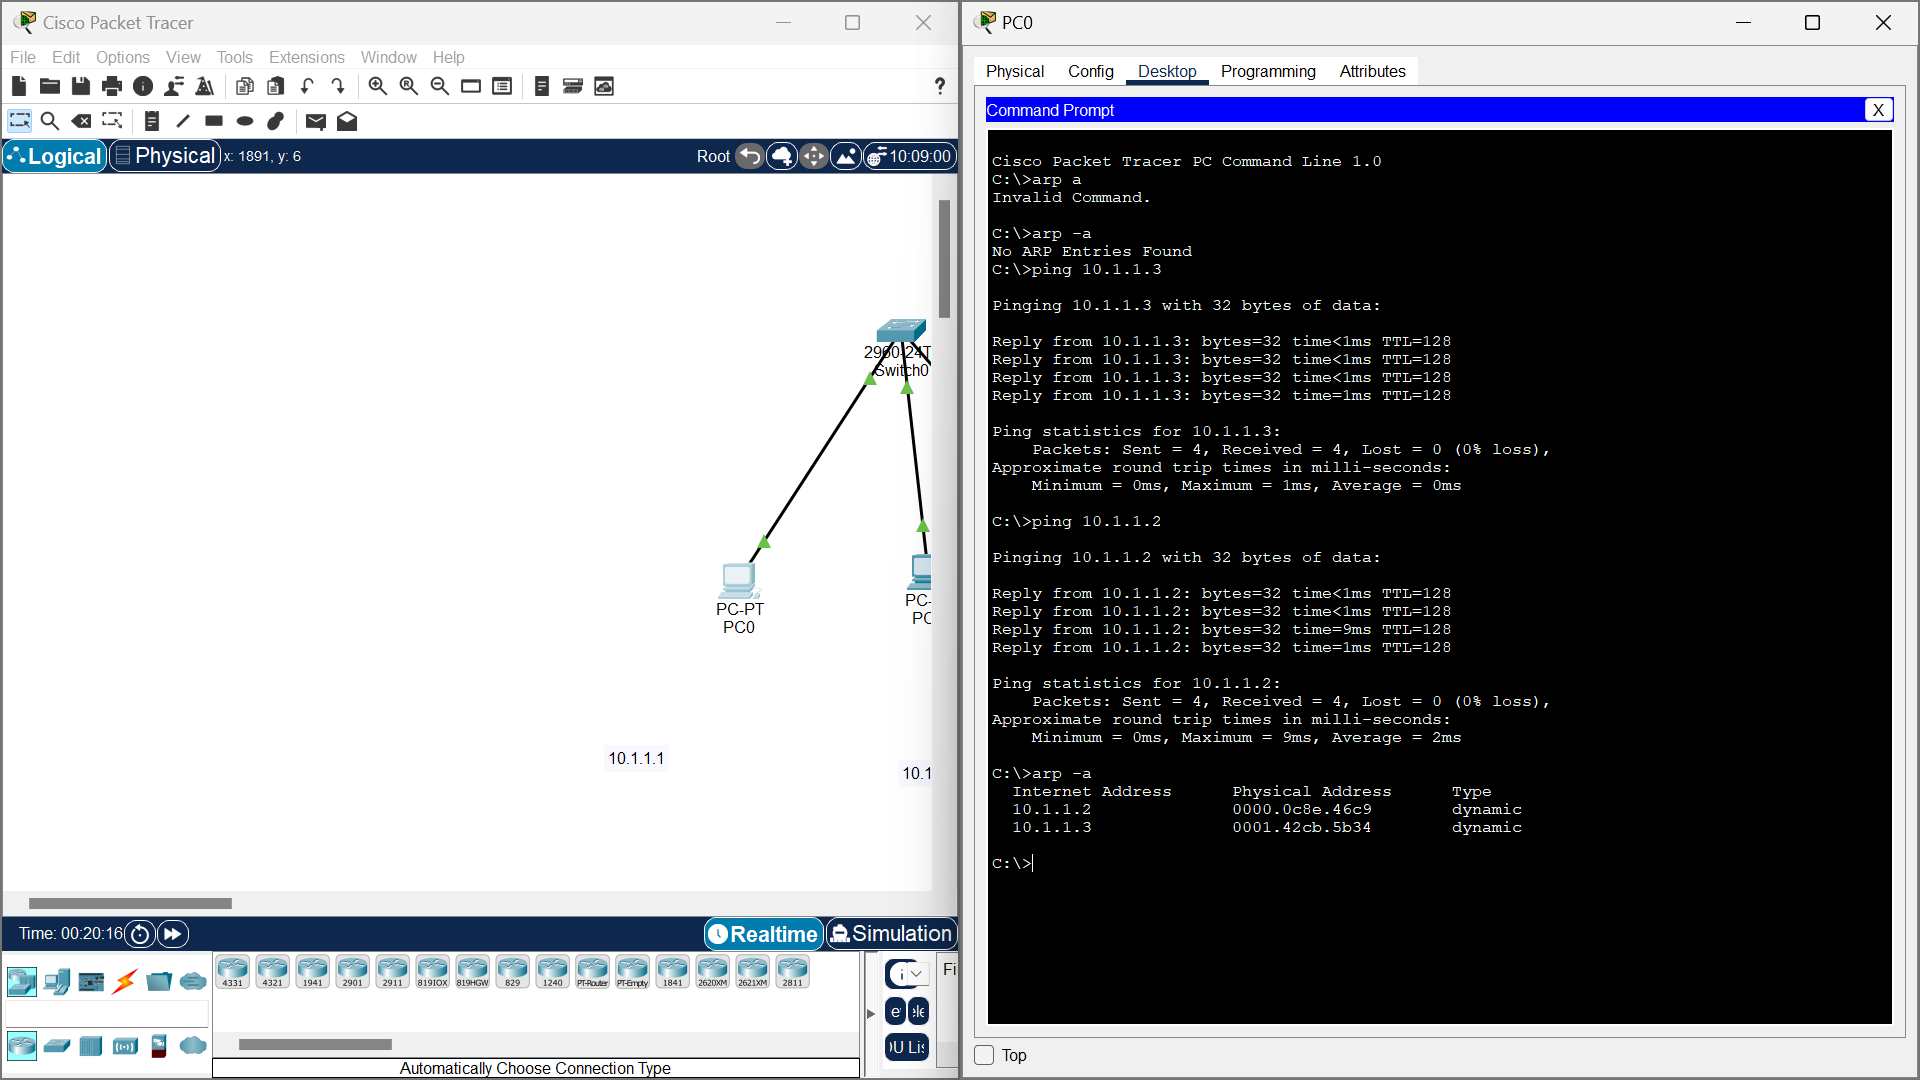 Cisco Packet Tracer
File Edit Options View Tools Extensions Window Help
?
Logical Physical x: 1891, y: 6
Root 10:09:00
2960-24T
Switch0
PC-PT
PC0
PC-
PC
10.1.1.1
10.1
Time: 00:20:16
Realtime Simulation
4331 4321 1941 2901 2911 819IOX 819HGW 829 1240 PT-Router PT-Empty 1841 2620XM 2621XM 2811
Automatically Choose Connection Type
Fi
PC0
Physical Config Desktop Programming Attributes
Command Prompt X
Cisco Packet Tracer PC Command Line 1.0
C:\>arp a
Invalid Command.
C:\>arp -a
No ARP Entries Found
C:\>ping 10.1.1.3
Pinging 10.1.1.3 with 32 bytes of data:
Reply from 10.1.1.3: bytes=32 time<1ms TTL=128
Reply from 10.1.1.3: bytes=32 time<1ms TTL=128
Reply from 10.1.1.3: bytes=32 time<1ms TTL=128
Reply from 10.1.1.3: bytes=32 time=1ms TTL=128
Ping statistics for 10.1.1.3:
Packets: Sent = 4, Received = 4, Lost = 0 (0% loss),
Approximate round trip times in milli-seconds:
Minimum = 0ms, Maximum = 1ms, Average = 0ms
C:\>ping 10.1.1.2
Pinging 10.1.1.2 with 32 bytes of data:
Reply from 10.1.1.2: bytes=32 time<1ms TTL=128
Reply from 10.1.1.2: bytes=32 time<1ms TTL=128
Reply from 10.1.1.2: bytes=32 time=9ms TTL=128
Reply from 10.1.1.2: bytes=32 time=1ms TTL=128
Ping statistics for 10.1.1.2:
Packets: Sent = 4, Received = 4, Lost = 0 (0% loss),
Approximate round trip times in milli-seconds:
Minimum = 0ms, Maximum = 9ms, Average = 2ms
C:\>arp -a
Internet Address Physical Address Type
10.1.1.2 0000.0c8e.46c9 dynamic
10.1.1.3 0001.42cb.5b34 dynamic
C:\>
Top